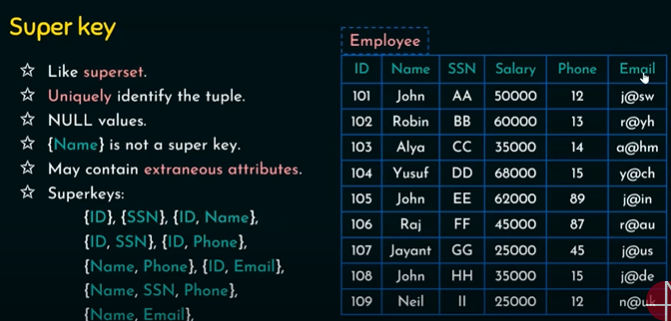 Super key
☆ Like superset.
☆ Uniquely identify the tuple.
☆ NULL values.
☆ {Name} is not a super key.
☆ May contain extraneous attributes.
☆ Superkeys:
{ID}, {SSN}, {ID, Name},
{ID, SSN}, {ID, Phone},
{Name, Phone}, {ID, Email},
{Name, SSN, Phone},
{Name, Email},
Employee
ID Name SSN Salary Phone Email
101 John AA 50000 12 j@sw
102 Robin BB 60000 13 r@yh
103 Alya CC 35000 14 a@hm
104 Yusuf DD 68000 15 y@ch
105 John EE 62000 89 j@in
106 Raj FF 45000 87 r@au
107 Jayant GG 25000 45 j@us
108 John HH 35000 15 j@de
109 Neil II 25000 12 n@uk